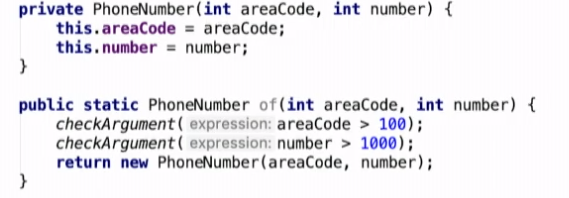 private PhoneNumber(int areaCode, int number) {
this.areaCode = areaCode;
this.number = number;
}
public static PhoneNumber of(int areaCode, int number) {
checkArgument( expression: areaCode > 100);
checkArgument( expression: number > 1000);
return new PhoneNumber(areaCode, number);
}